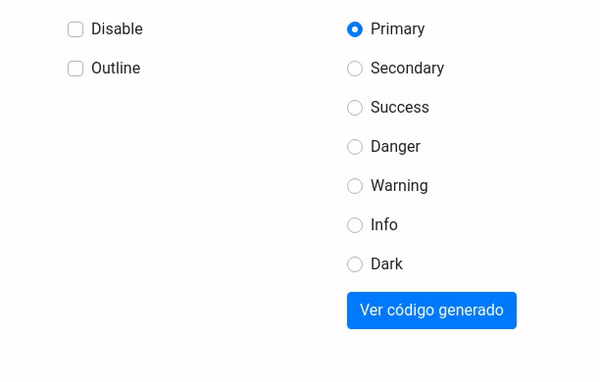 Disable
Outline
Primary
Secondary
Success
Danger
Warning
Info
Dark
Ver código generado